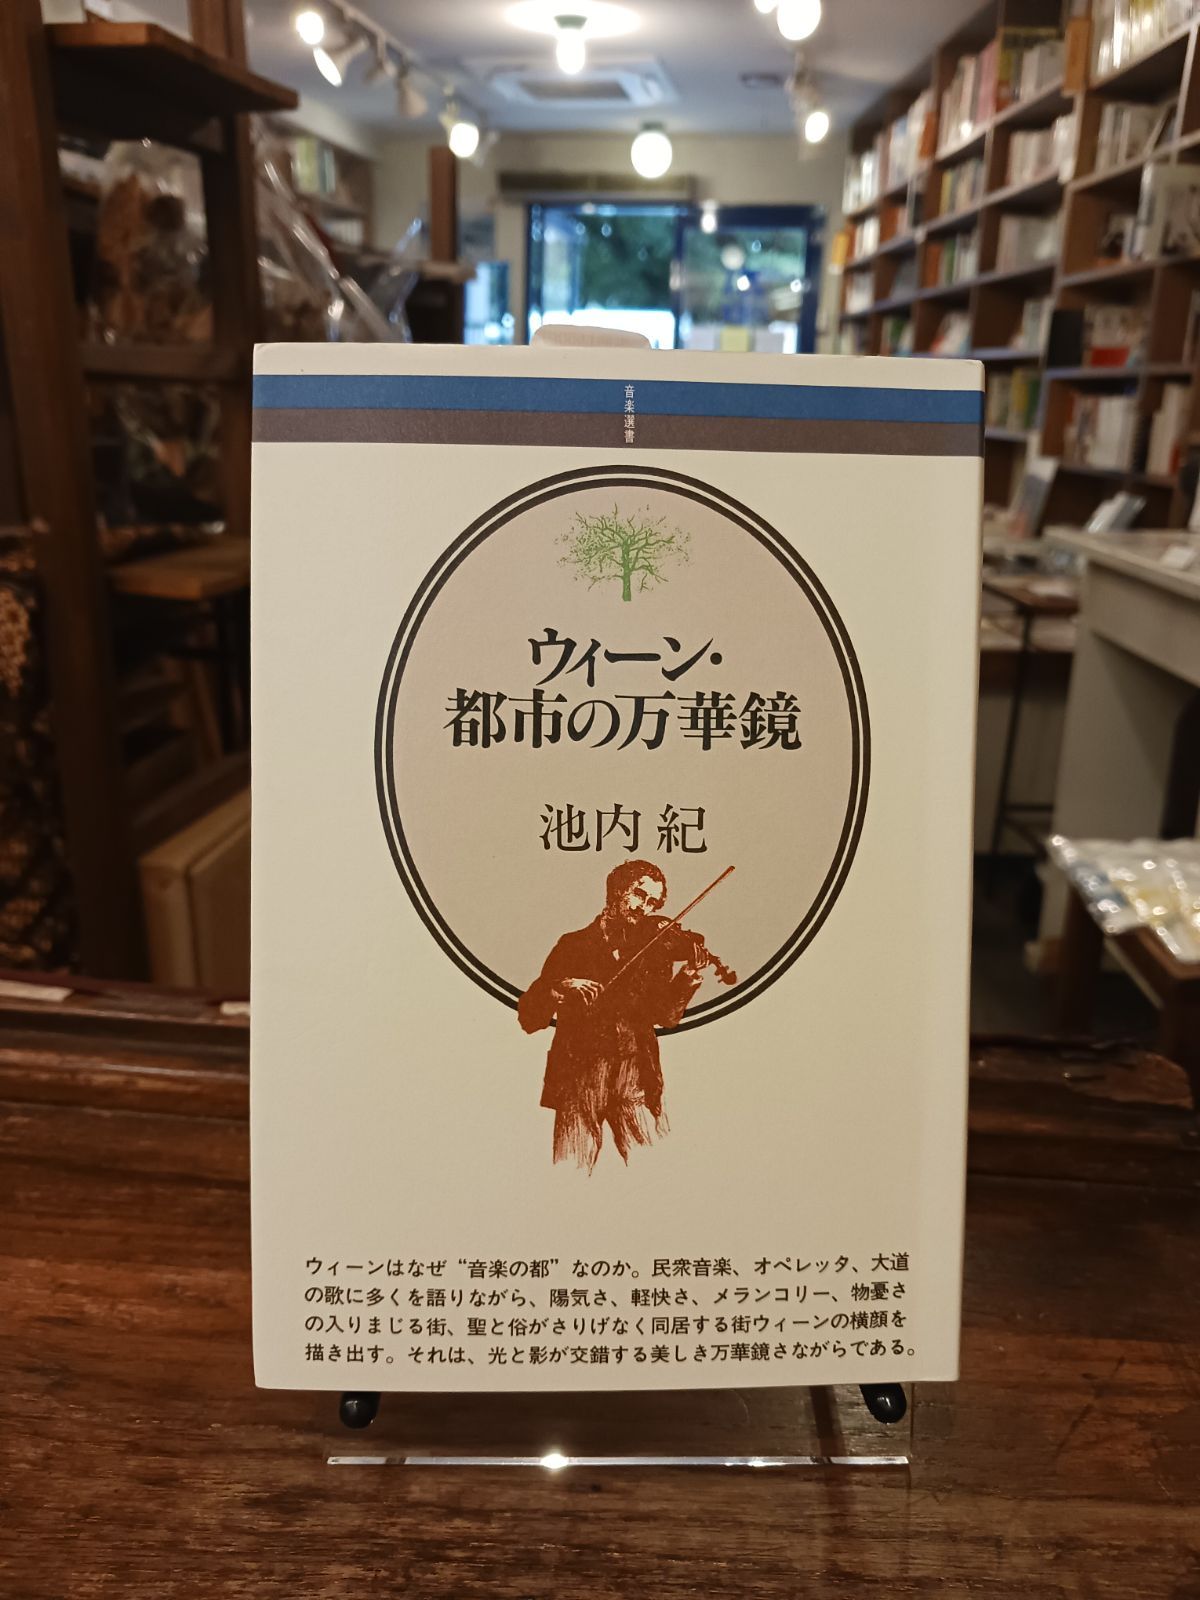 音楽選書
ウィーン・
都市の万華鏡
池内 紀
ウィーンはなぜ“音楽の都”なのか。民衆音楽、オペレッタ、大道
の歌に多くを語りながら、陽気さ、軽快さ、メランコリー、物憂さ
の入りまじる街、聖と俗がさりげなく同居する街ウィーンの横顔を
描き出す。それは、光と影が交錯する美しき万華鏡さながらである。